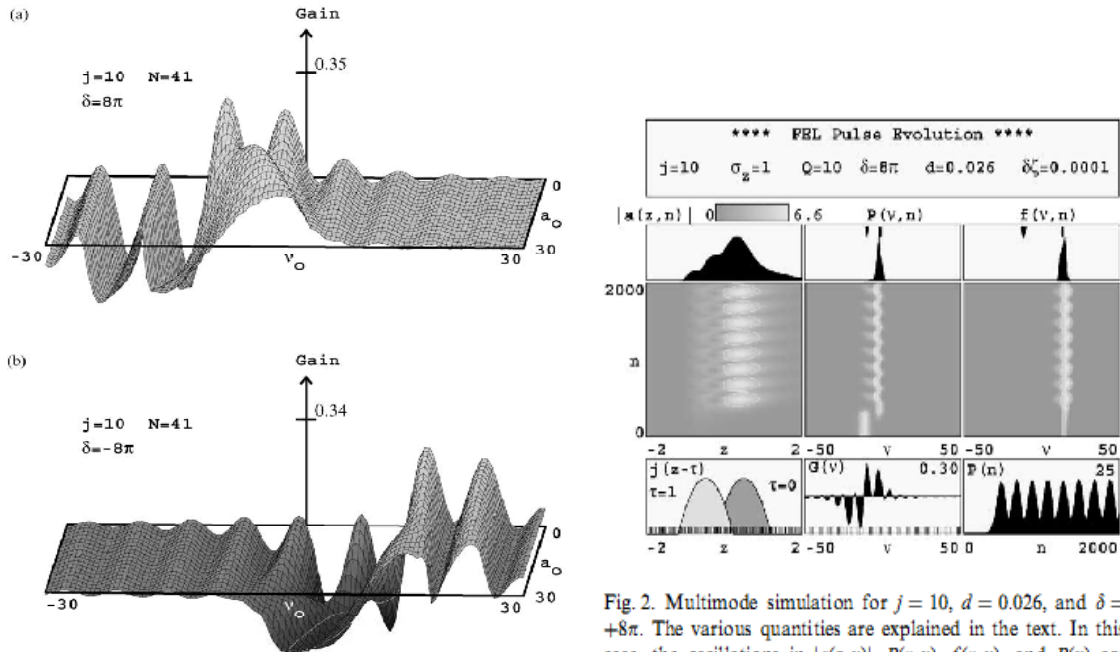 (a)
Gain
0.35
j=10 N=41
δ=8π
0
a₀
30
-30
ν₀
30
(b)
Gain
0.34
j=10 N=41
δ=-8π
0
a₀
30
-30
ν₀
30
**** FEL Pulse Evolution ****
j=10 σz=1 Q=10 δ=8π d=0.026 δζ=0.0001
|a(z,n)| 0 6.6 P(ν,n) f(ν,n)
2000
n
0
-2 z 2 -50 ν 50 -50 ν 50
j(z-τ) G(ν) 0.30 P(n) 25
τ=1 τ=0
-2 z 2 -50 ν 50 0 n 2000
Fig. 2. Multimode simulation for j = 10, d = 0.026, and δ =
+8π. The various quantities are explained in the text. In this